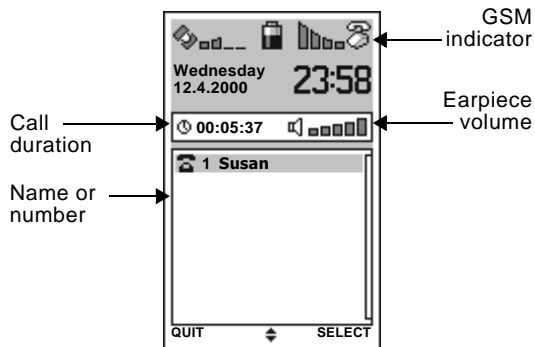 GSM
indicator
Wednesday
12.4.2000
23:58
Earpiece
volume
Call
duration
00:05:37
Name or
number
1 Susan
QUIT
SELECT